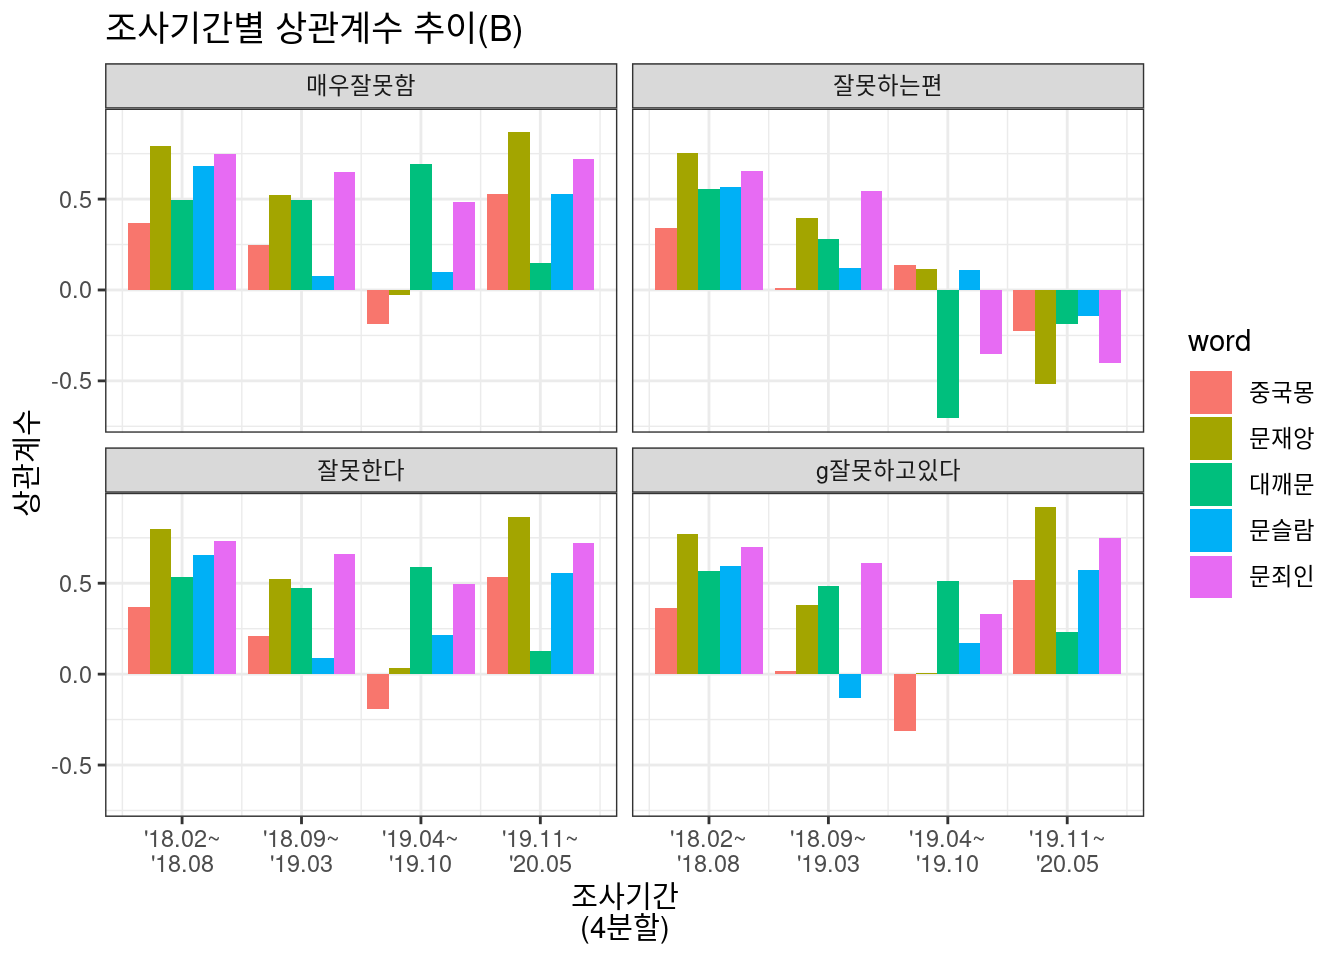 조사기간별 상관계수 추이(B)
매우잘못함
잘못하는편
0.5
0.0
-0.5
잘못한다
g잘못하고있다
0.5
0.0
-0.5
상관계수
'18.02~
'18.08
'18.09~
'19.03
'19.04~
'19.10
'19.11~
'20.05
'18.02~
'18.08
'18.09~
'19.03
'19.04~
'19.10
'19.11~
'20.05
조사기간
(4분할)
word
중국몽
문재앙
대깨문
문슬람
문죄인